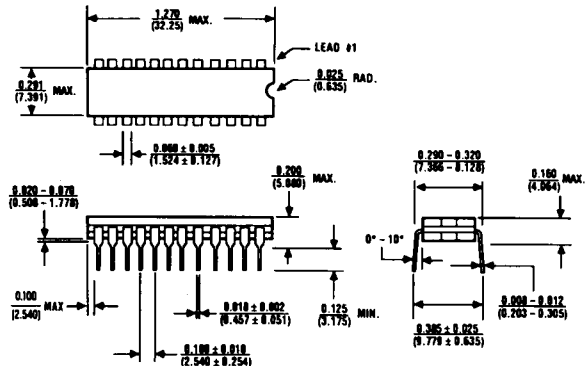 1.270 MAX.
(32.25)
LEAD #1
0.291 MAX.
(7.391)
0.025 RAD.
(0.635)
0.060 ± 0.005
(1.524 ± 0.127)
0.200 MAX.
(5.080)
0.290 – 0.320
(7.366 – 8.128)
0.160 MAX.
(4.064)
0.020 – 0.070
(0.508 – 1.778)
0° – 10°
0.100 MAX
(2.540)
0.018 ± 0.002
(0.457 ± 0.051)
0.125 MIN.
(3.175)
0.008 – 0.012
(0.203 – 0.305)
0.385 ± 0.025
(9.779 ± 0.635)
0.100 ± 0.010
(2.540 ± 0.254)